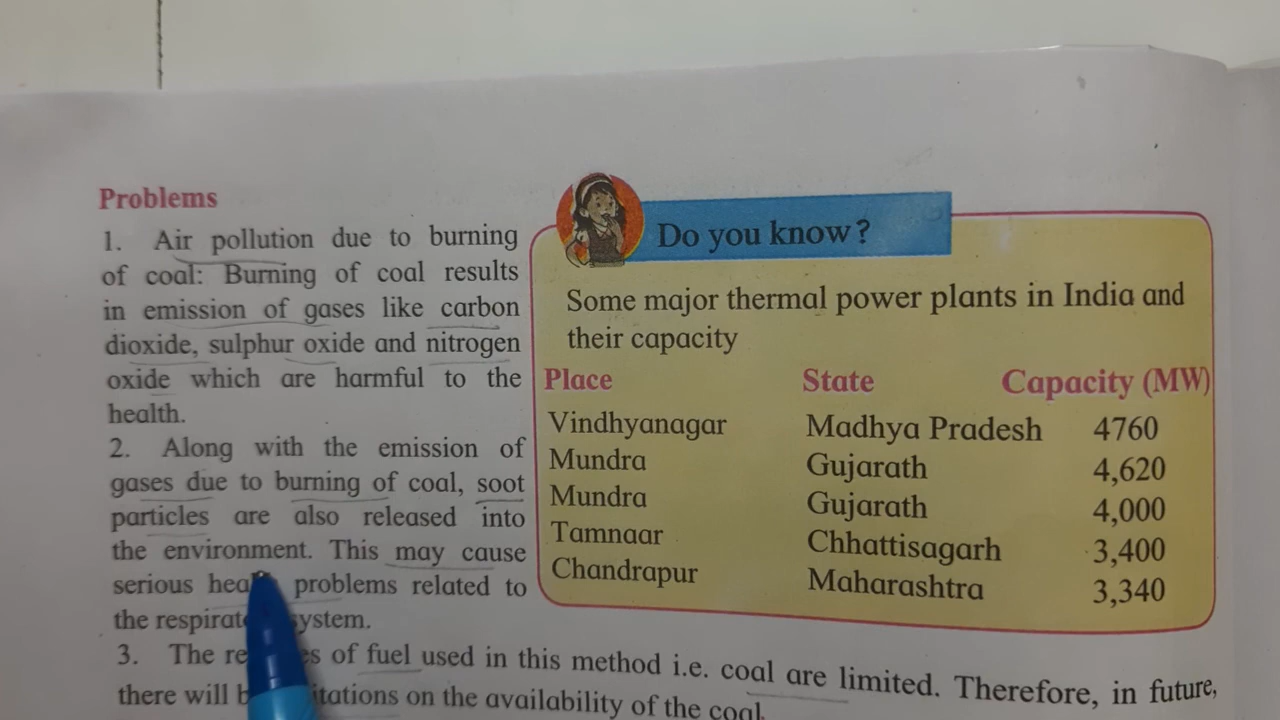 Problems
1. Air pollution due to burning
of coal: Burning of coal results
in emission of gases like carbon
dioxide, sulphur oxide and nitrogen
oxide which are harmful to the
health.
2. Along with the emission of
gases due to burning of coal, soot
particles are also released into
the environment. This may cause
serious problems related to
the
3. The of fuel used in this method i.e. coal are limited. Therefore, in future,
there will on the availability of the coal.
Do you know?
Some major thermal power plants in India and
their capacity
Place State Capacity (MW)
Vindhyanagar Madhya Pradesh 4760
Mundra Gujarath 4,620
Mundra Gujarath 4,000
Tamnaar Chhattisagarh 3,400
Chandrapur Maharashtra 3,340